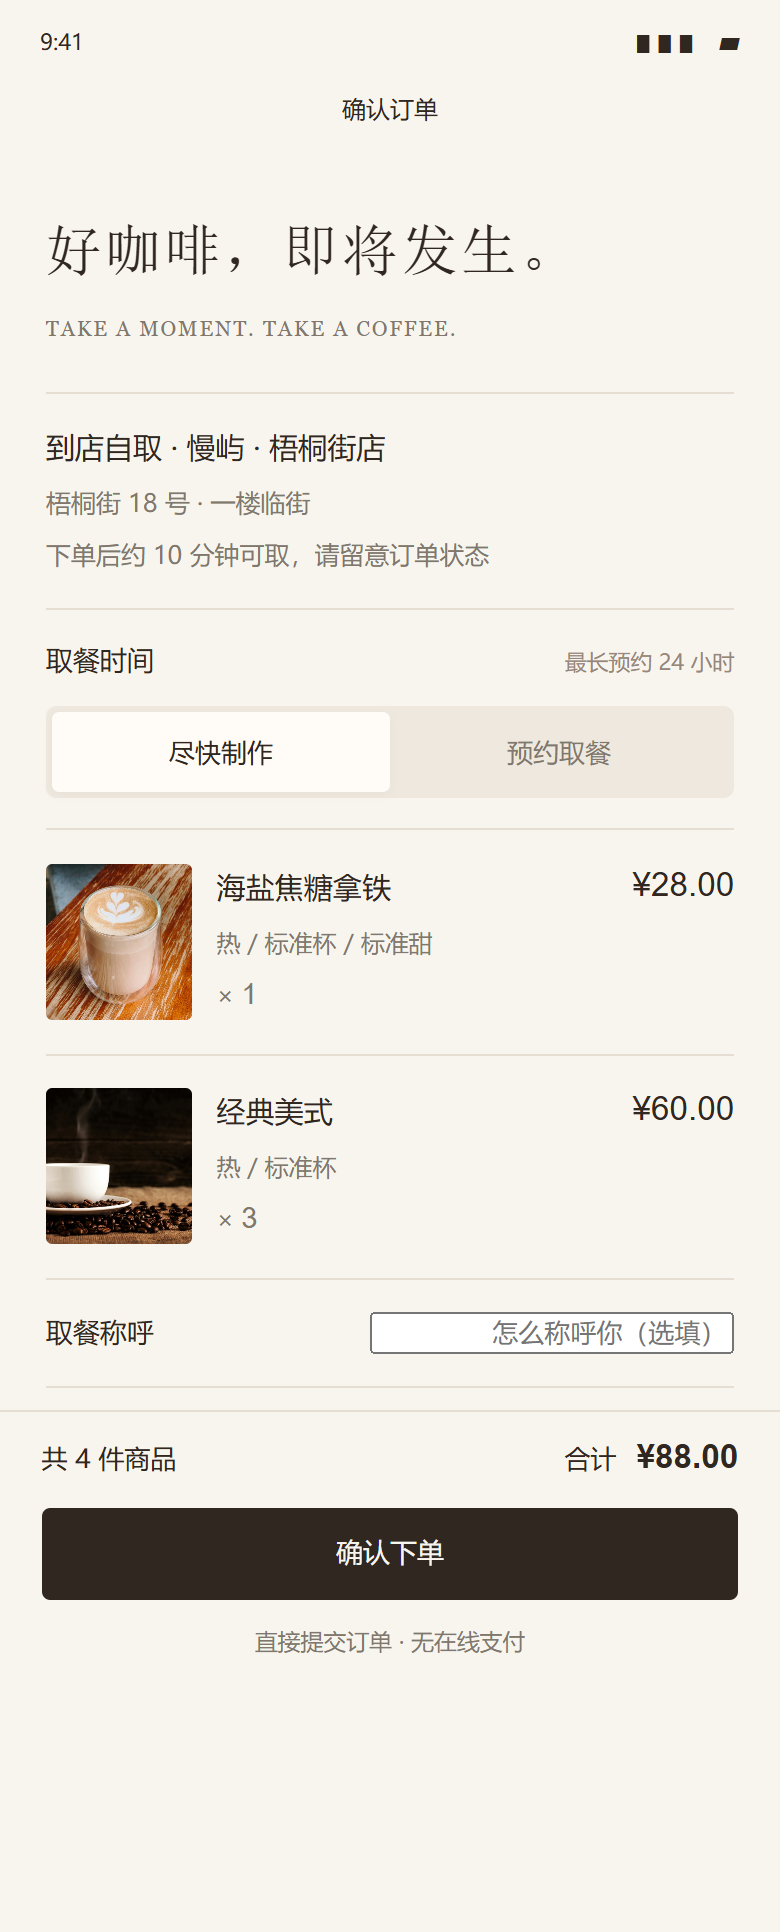 9:41
确认订单
好咖啡，即将发生。
TAKE A MOMENT. TAKE A COFFEE.
到店自取 · 慢屿 · 梧桐街店
梧桐街 18 号 · 一楼临街
下单后约 10 分钟可取，请留意订单状态
取餐时间 最长预约 24 小时
尽快制作 预约取餐
海盐焦糖拿铁 ¥28.00
热 / 标准杯 / 标准甜
× 1
经典美式 ¥60.00
热 / 标准杯
× 3
取餐称呼 怎么称呼你（选填）
共 4 件商品 合计 ¥88.00
确认下单
直接提交订单 · 无在线支付